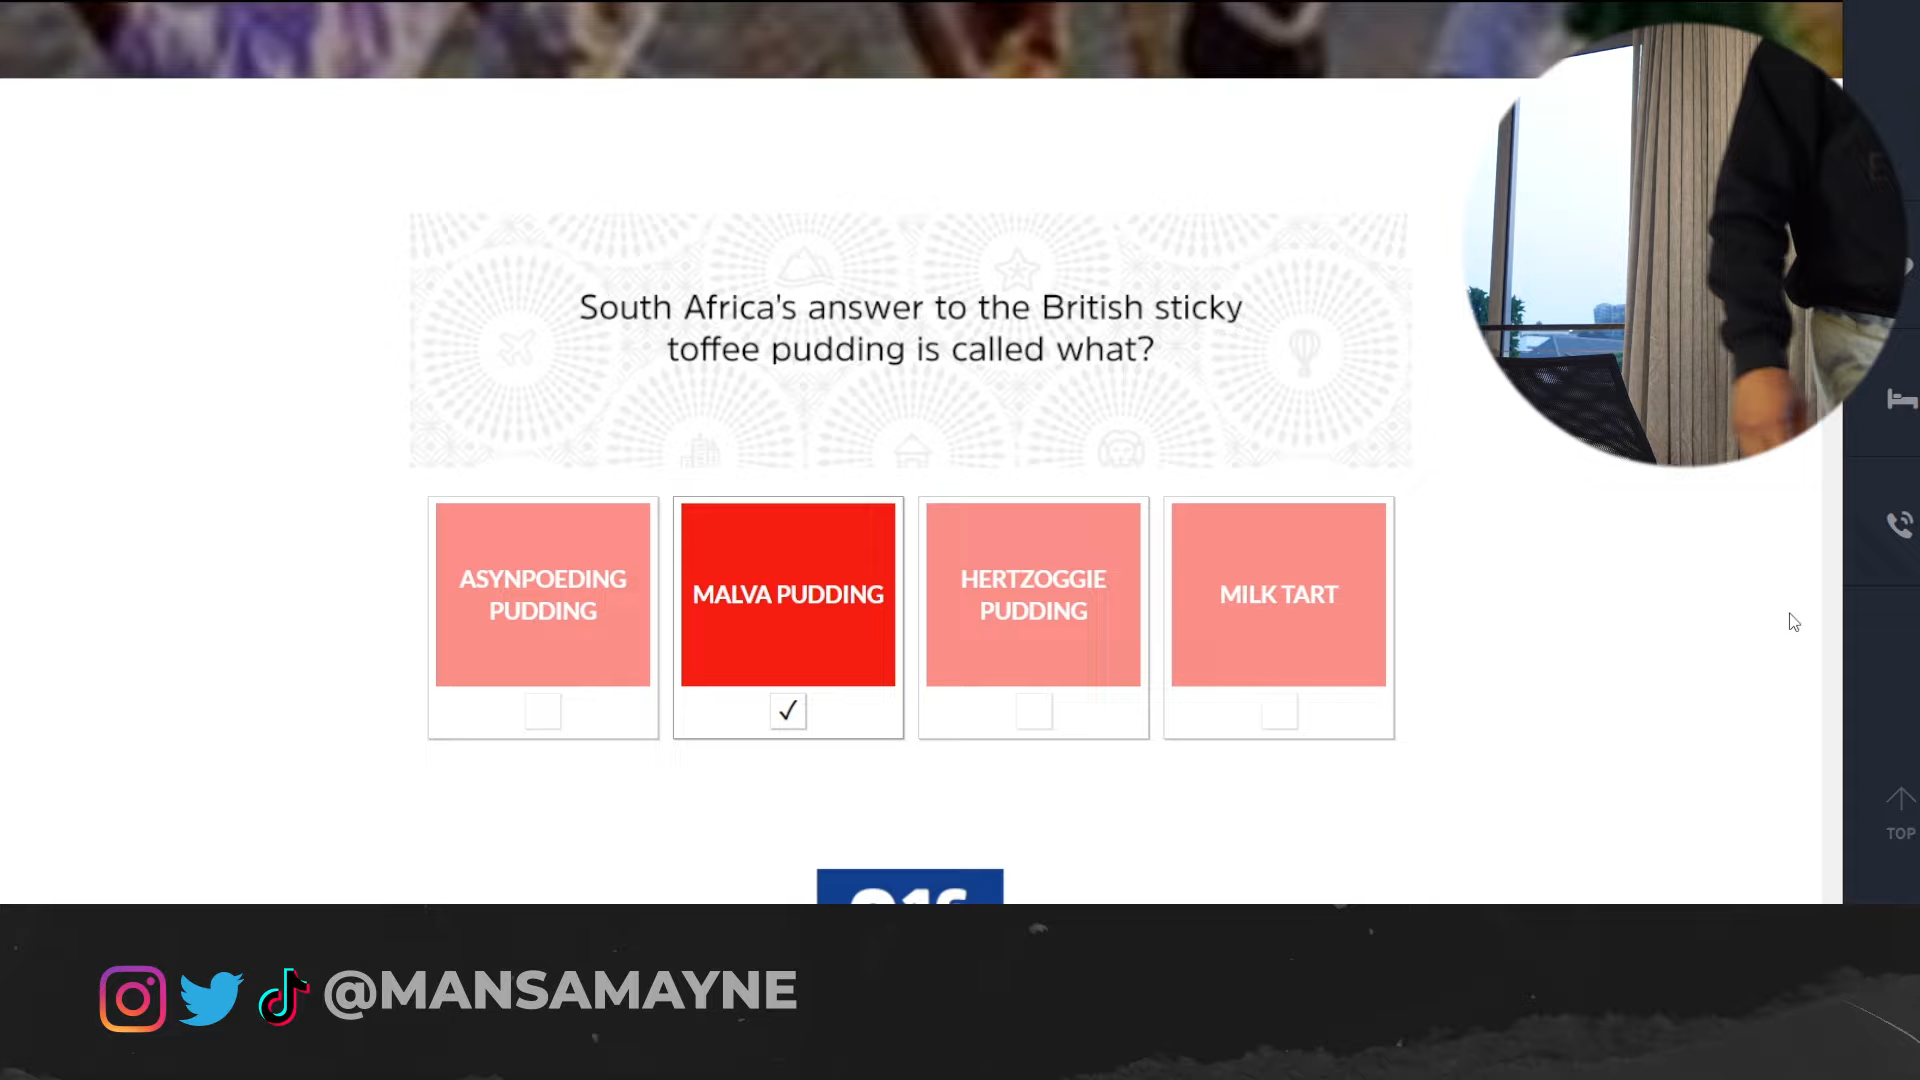 South Africa's answer to the British sticky
toffee pudding is called what?
ASYNPOEDING
PUDDING
MALVA PUDDING
HERTZOGGIE
PUDDING
MILK TART
TOP
@MANSAMAYNE